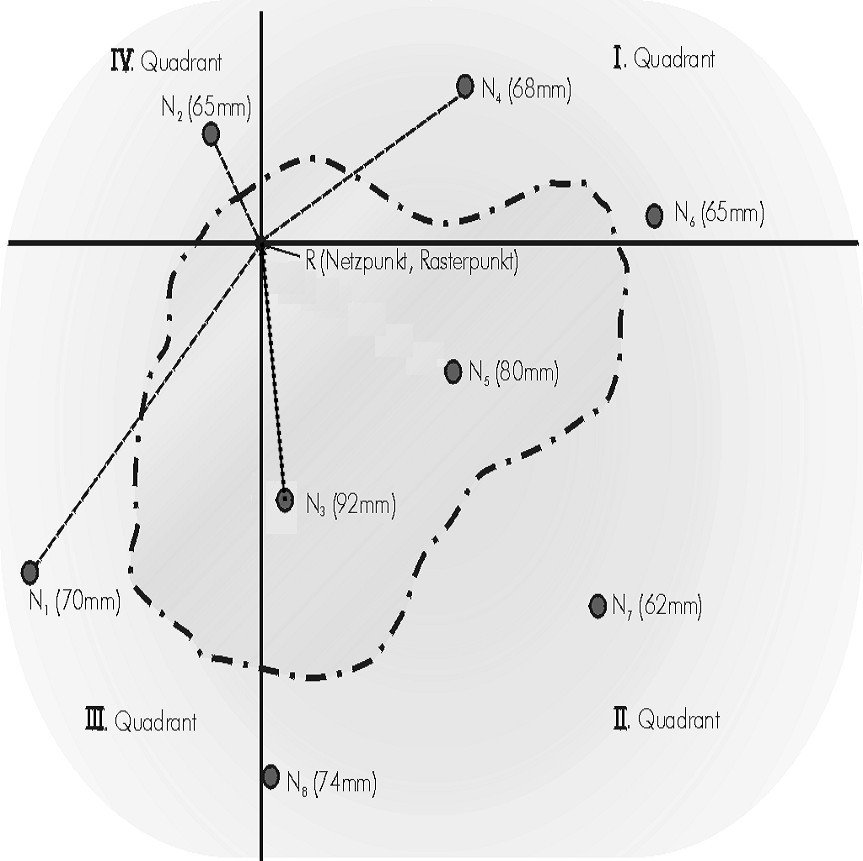 IV. Quadrant
I. Quadrant
N₂ (65mm)
N₄ (68mm)
N₆ (65mm)
R (Netzpunkt, Rasterpunkt)
N₅ (80mm)
N₃ (92mm)
N₁ (70mm)
N₇ (62mm)
III. Quadrant
II. Quadrant
N₈ (74mm)